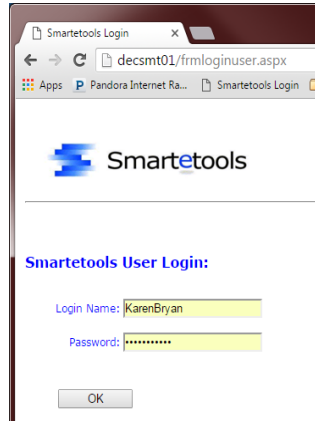 Smartetools Login
decsmt01/frmloginuser.aspx
Apps Pandora Internet Ra... Smartetools Login
Smartetools
Smartetools User Login:
Login Name: KarenBryan
Password: •••••••••••
OK